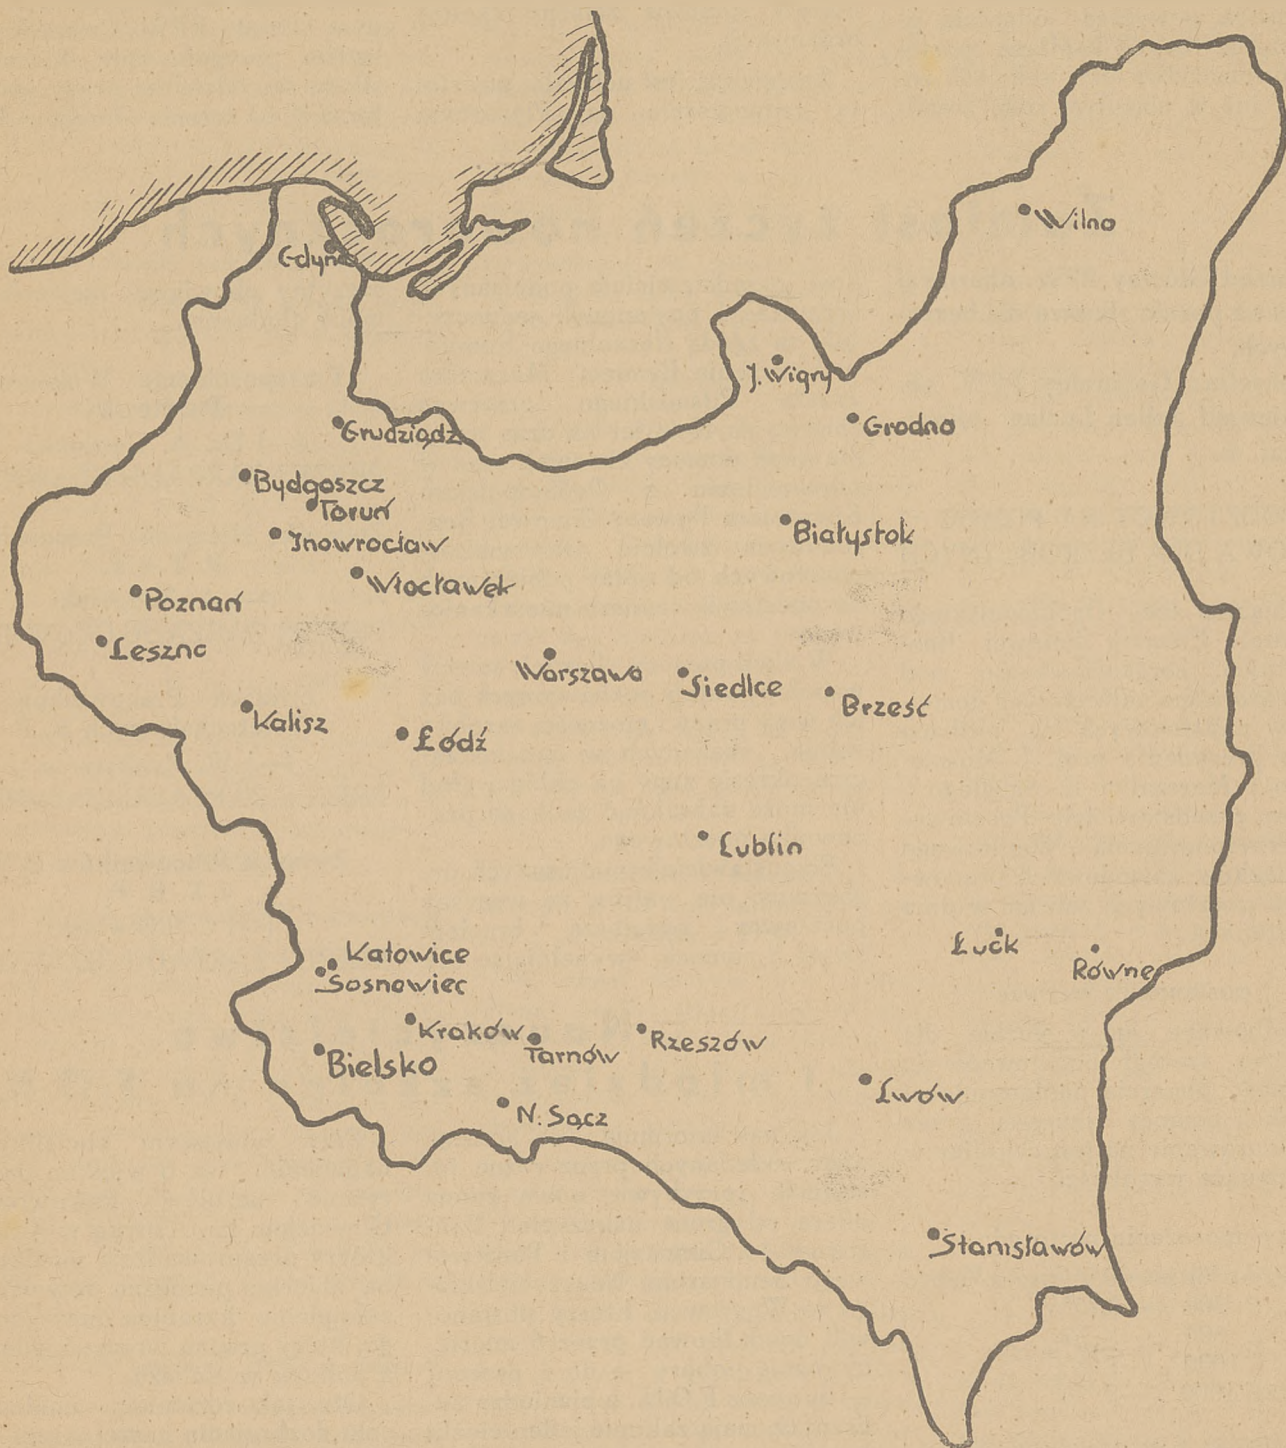 Wilno
Gdynia
J. Wigry
Grodno
Grudziądz
Bydgoszcz
Toruń
Białystok
Inowrocław
Włocławek
Poznań
Leszno
Warszawa
Siedlce
Brześć
Kalisz
Łódź
Lublin
Łuck
Katowice
Równe
Sosnowiec
Kraków
Tarnów
Rzeszów
Bielsko
Lwów
N. Sącz
Stanisławów